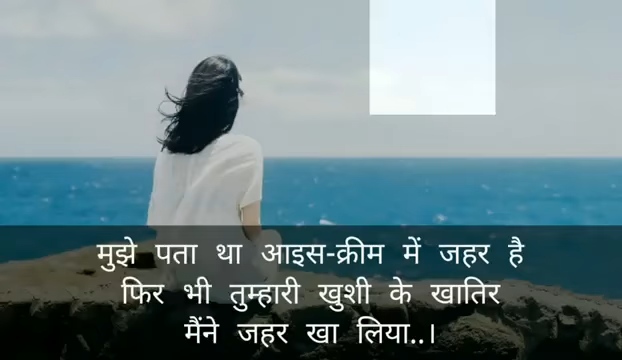 मुझे पता था आइस-क्रीम में जहर है
फिर भी तुम्हारी खुशी के खातिर
मैंने जहर खा लिया..।